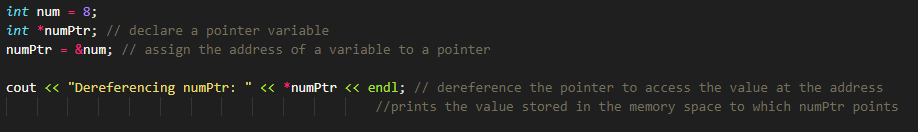 int num = 8;
int *numPtr; // declare a pointer variable
numPtr = &num; // assign the address of a variable to a pointer
cout << "Dereferencing numPtr: " << *numPtr << endl; // dereference the pointer to access the value at the address
//prints the value stored in the memory space to which numPtr points